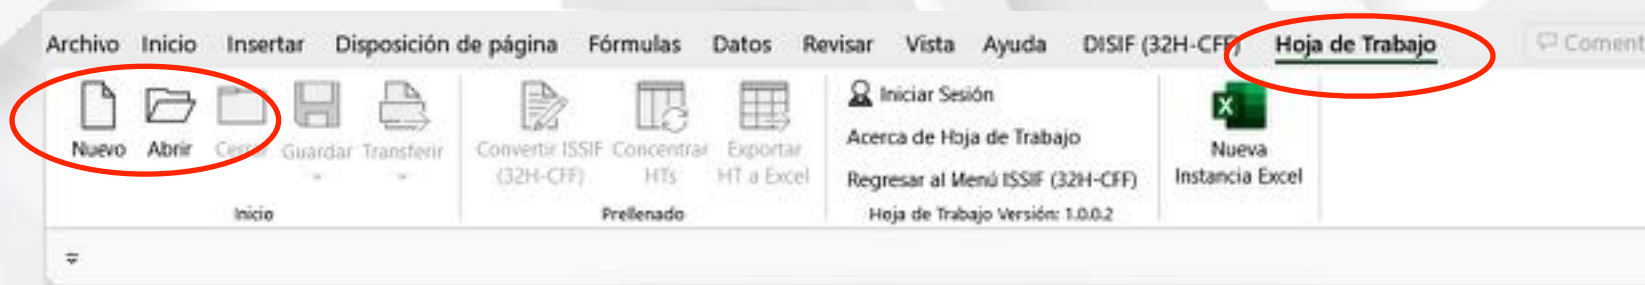 Archivo Inicio Insertar Disposición de página Fórmulas Datos Revisar Vista Ayuda DISIF (32H-CFF) Hoja de Trabajo Coment
Nuevo Abrir Cerrar Guardar Transferir
Inicio
Convertir ISSIF (32H-CFF) Concentrar HTs Exportar HT a Excel
Prellenado
Iniciar Sesión
Acerca de Hoja de Trabajo
Regresar al Menú ISSIF (32H-CFF)
Hoja de Trabajo Versión: 1.0.0.2
Nueva
Instancia Excel